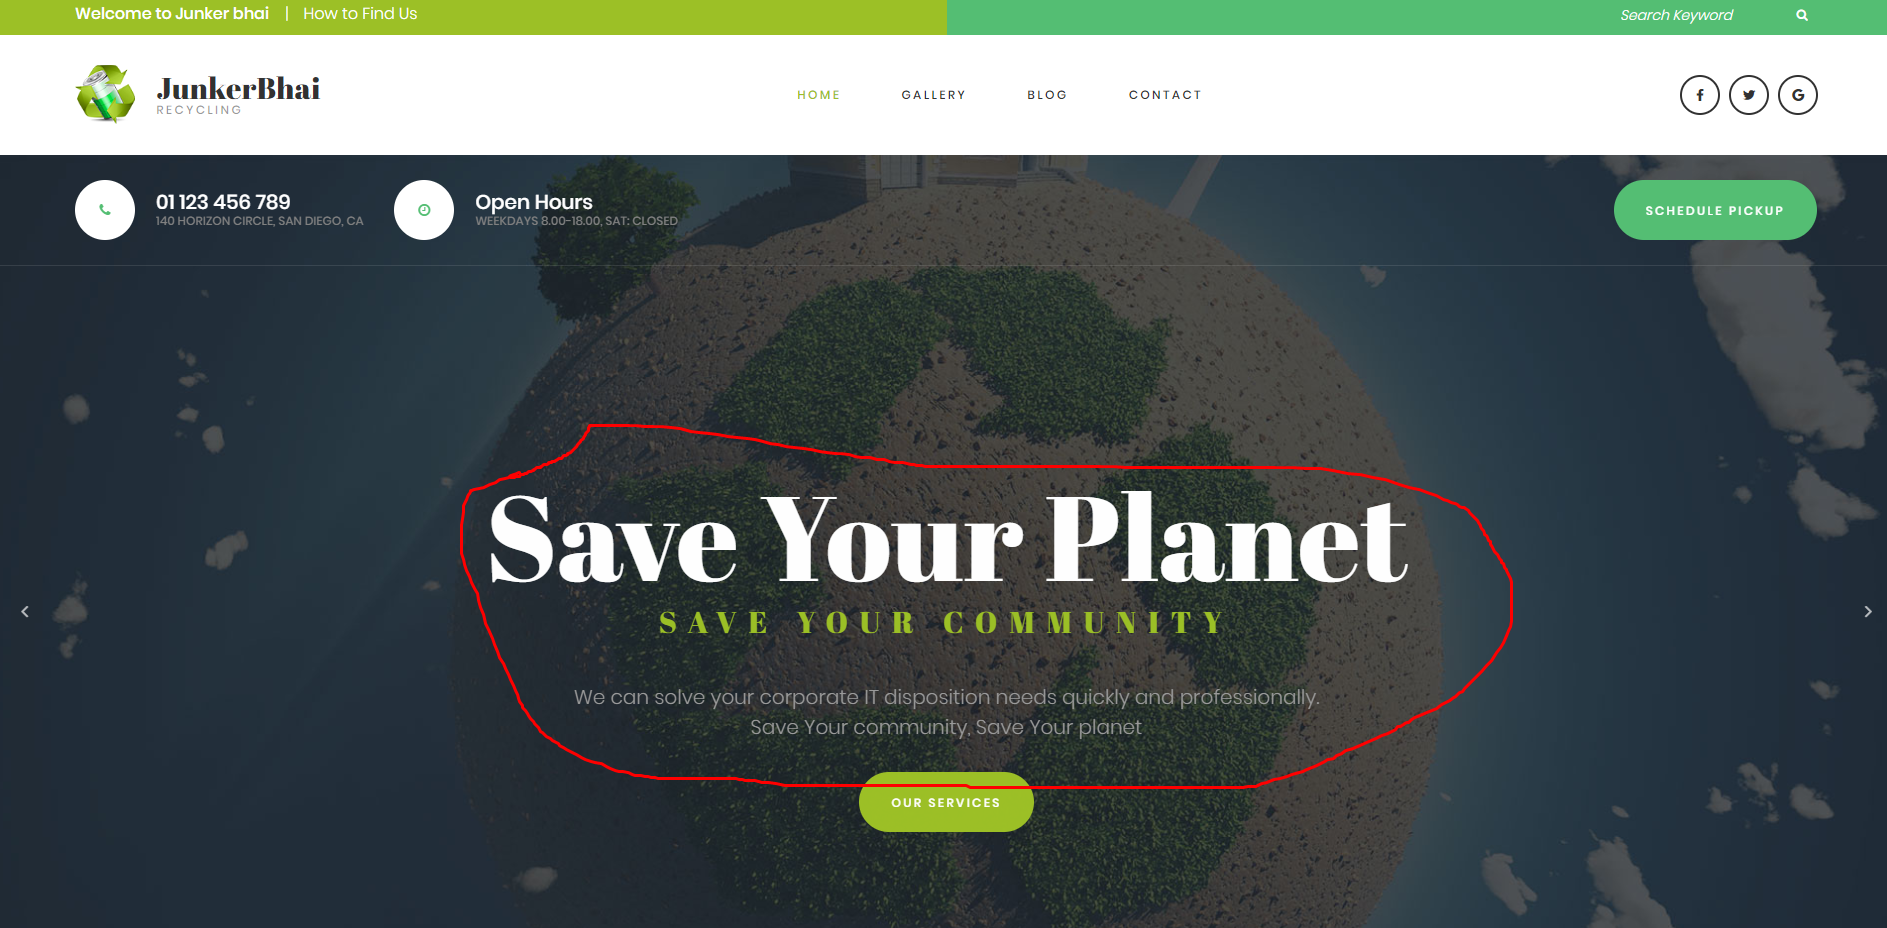 Welcome to Junker bhai | How to Find Us
Search Keyword
JunkerBhai
RECYCLING
HOME GALLERY BLOG CONTACT
01 123 456 789
140 HORIZON CIRCLE, SAN DIEGO, CA
Open Hours
WEEKDAYS 8.00-18.00, SAT: CLOSED
SCHEDULE PICKUP
Save Your Planet
SAVE YOUR COMMUNITY
We can solve your corporate IT disposition needs quickly and professionally.
Save Your community, Save Your planet
OUR SERVICES